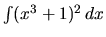 ∫(x³ + 1)² dx